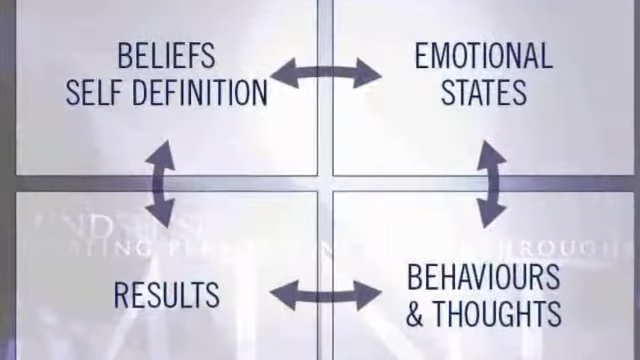 BELIEFS
SELF DEFINITION
EMOTIONAL
STATES
RESULTS
BEHAVIOURS
& THOUGHTS